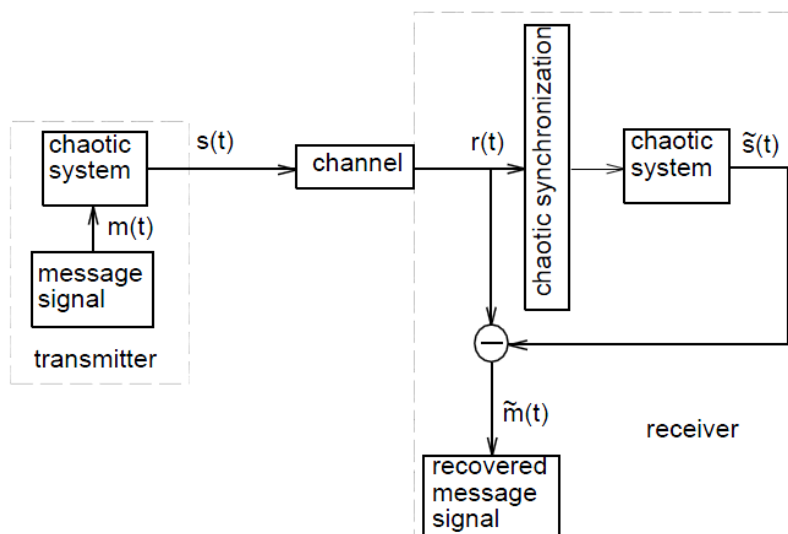 chaotic
system
m(t)
message
signal
transmitter
s(t)
channel
r(t)
chaotic synchronization
chaotic
system
s̃(t)
m̃(t)
recovered
message
signal
receiver